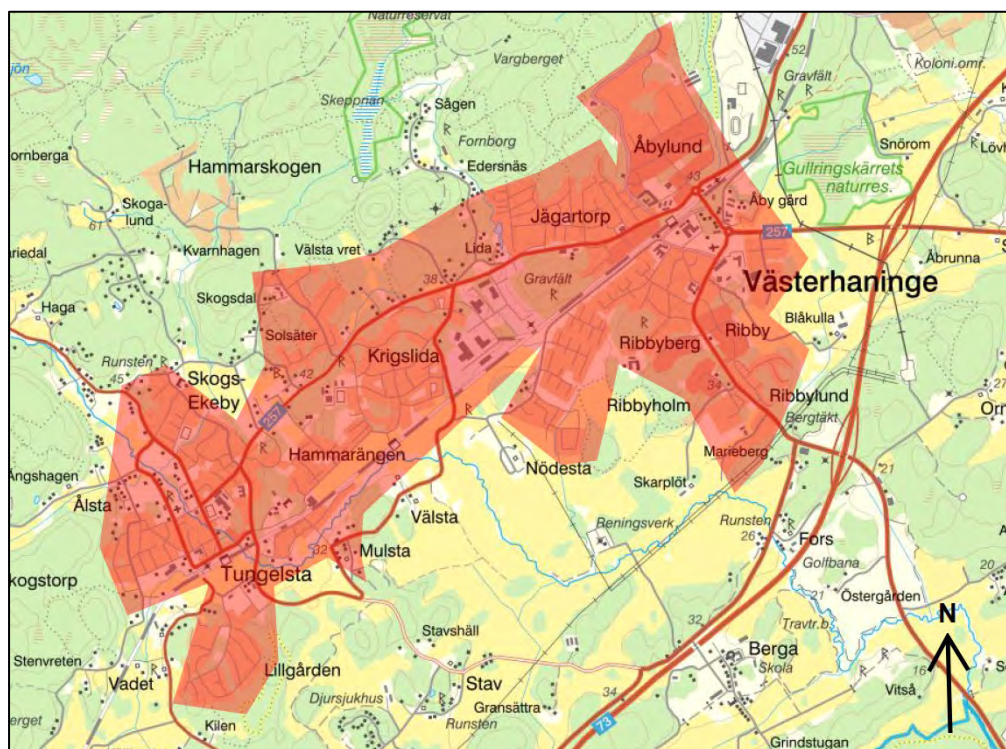 Naturreservat
Vargberget
52
Koloni.omr.
Gravfält
Sågen
Skepprian
Fornborg
Åbylund
Snörom
Hammarskogen
Edersnäs
43
Gullringskärrets
naturres.
Skoga-
lund
61
Jägartorp
Åby gård
257
Kvarnhagen
Välsta vret
Lida
Åbrunna
38
Gravfält
Västerhaninge
Haga
Skogsdal
Blåkulla
Solsäter
Krigslida
Ribbyberg
Ribby
Runsten
45
Skogs-
Ekeby
42
34
257
Ribbyholm
Ribbylund
Bergtäkt
Hammarängen
Marieberg
Nödesta
21
Ålsta
Välsta
Skarplöt
Reningsverk
Runsten
26
Fors
32
Mulsta
Golfbana
Tungelsta
Östergården
20
21
N
Travtr.b
Stavshäll
32
Berga
Skola
Stenvreten
Vadet
Lillgården
Stav
16
Djursjukhus
Gransättra
34
Vitså
Kilen
Runsten
73
Grindstugan